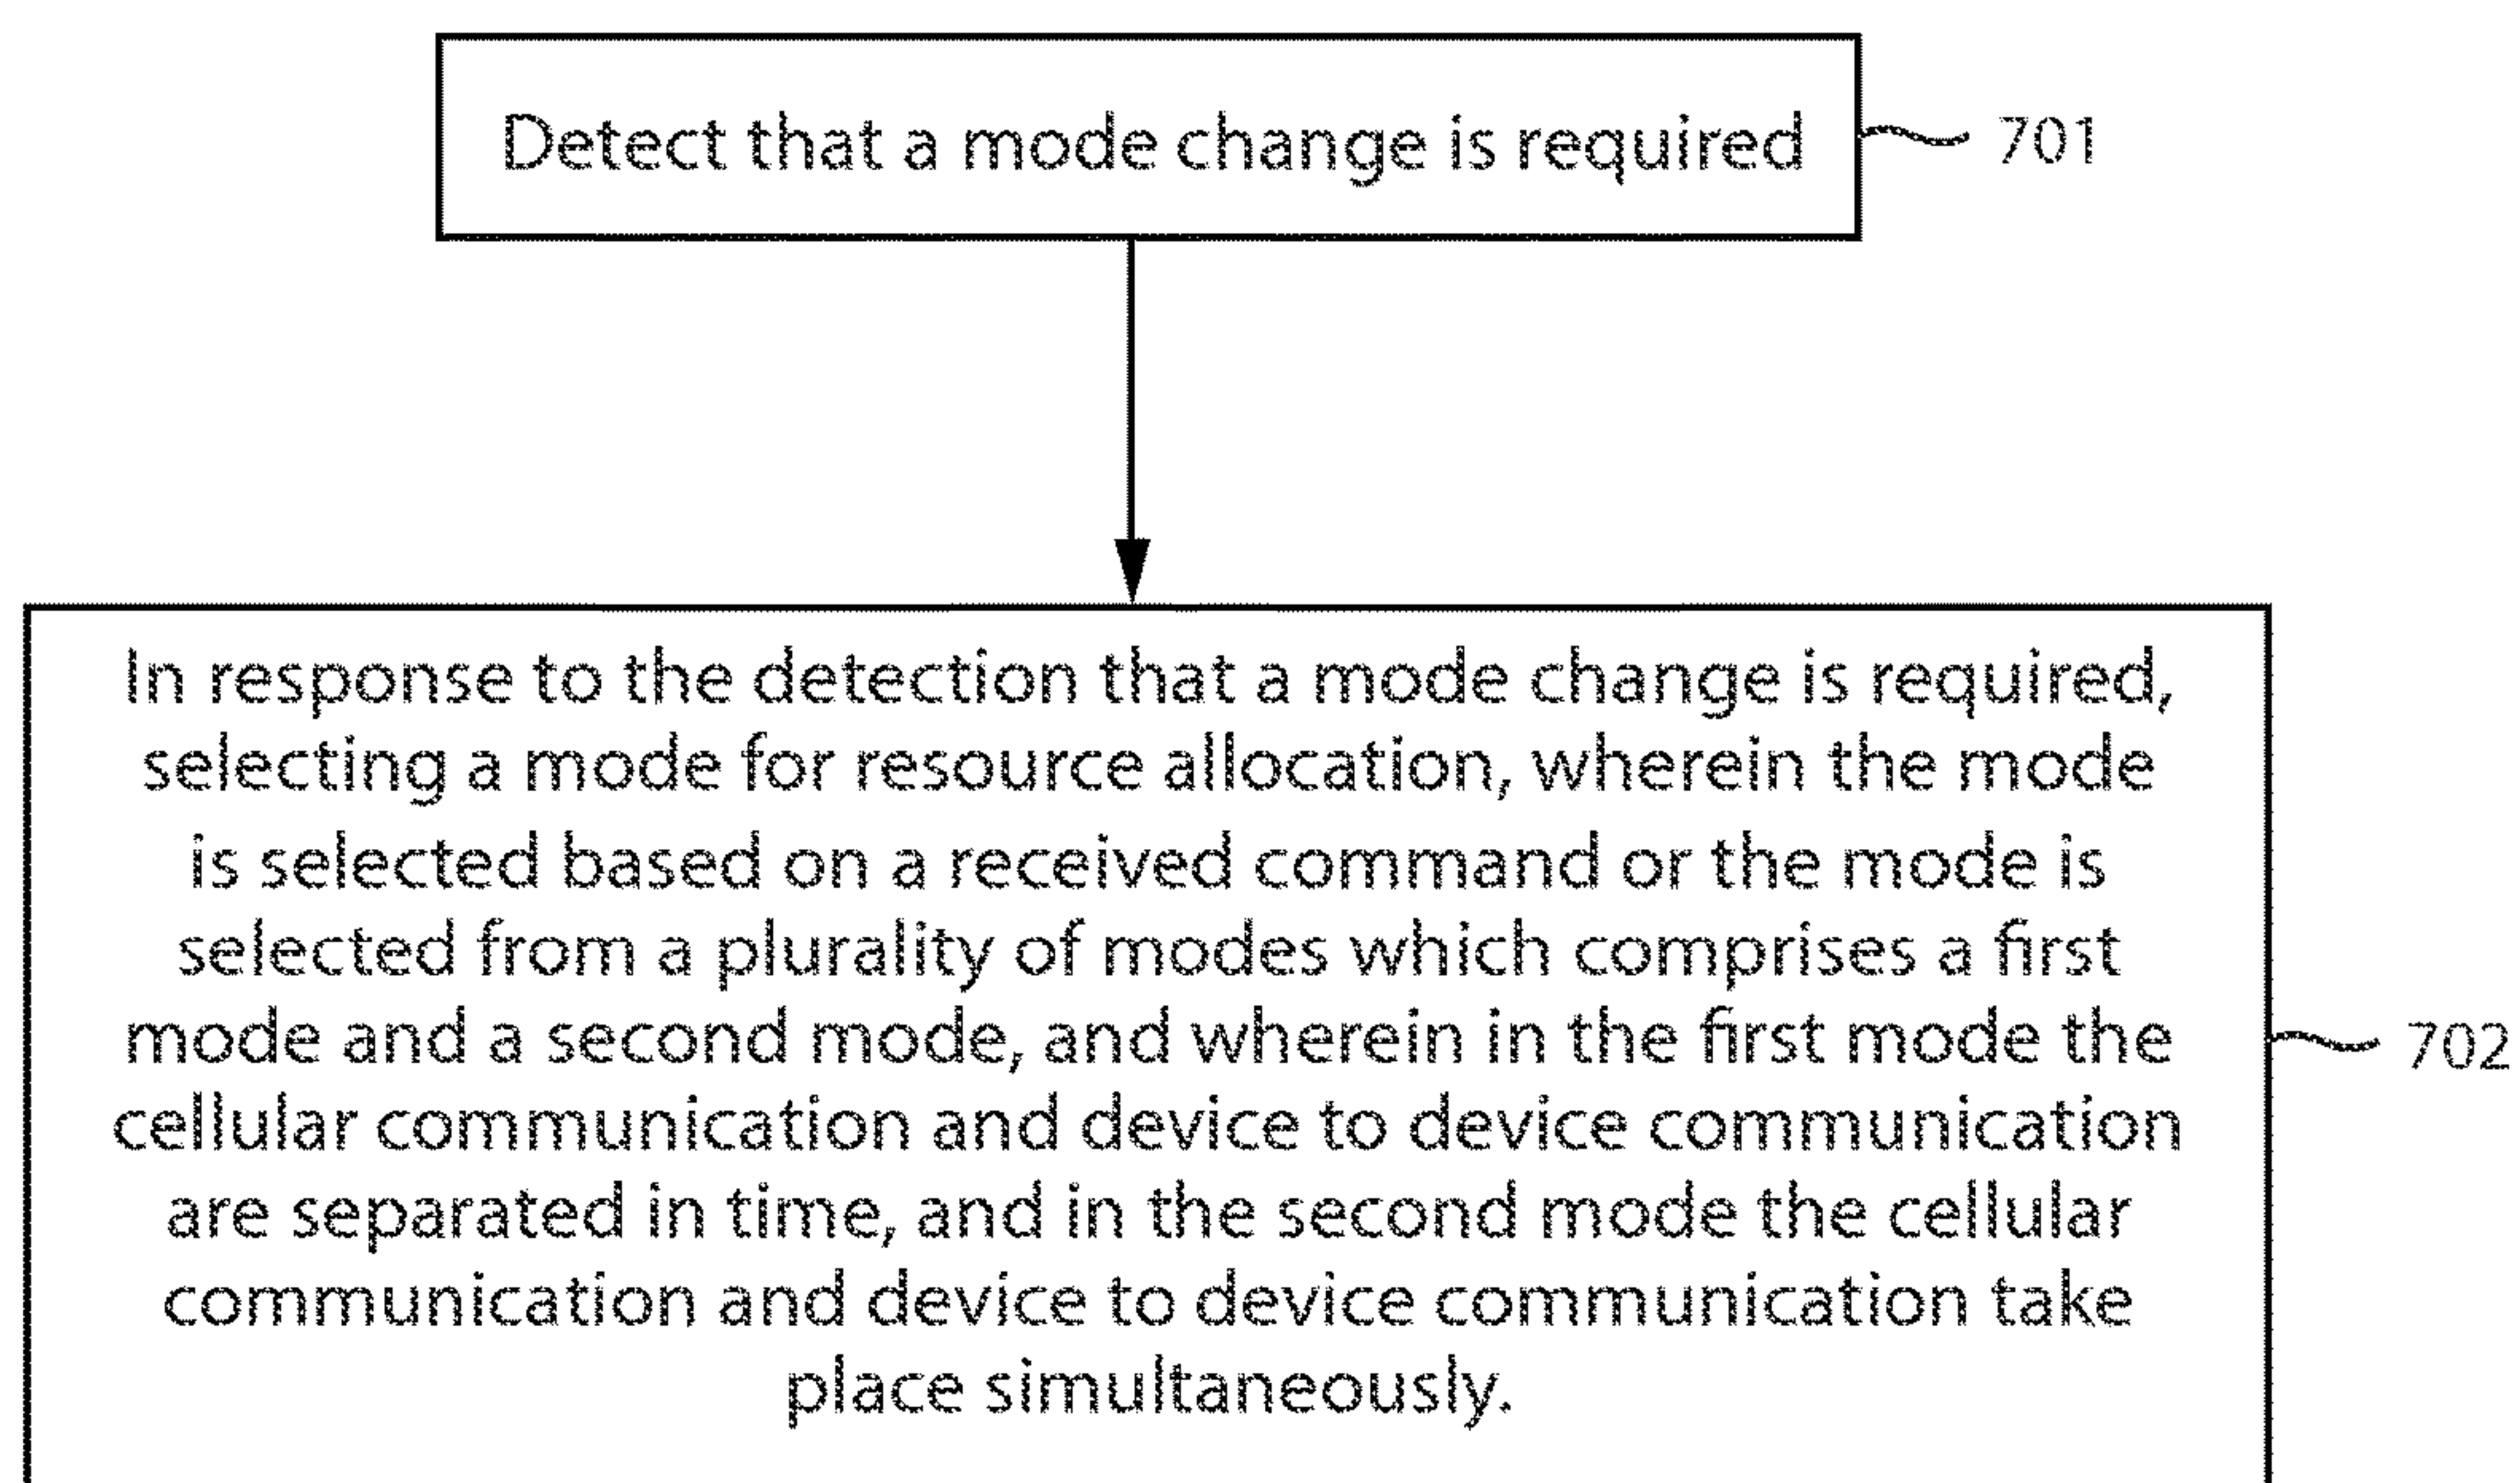 Detect that a mode change is required
701
In response to the detection that a mode change is required,
selecting a mode for resource allocation, wherein the mode
is selected based on a received command or the mode is
selected from a plurality of modes which comprises a first
mode and a second mode, and wherein in the first mode the
cellular communication and device to device communication
are separated in time, and in the second mode the cellular
communication and device to device communication take
place simultaneously.
702